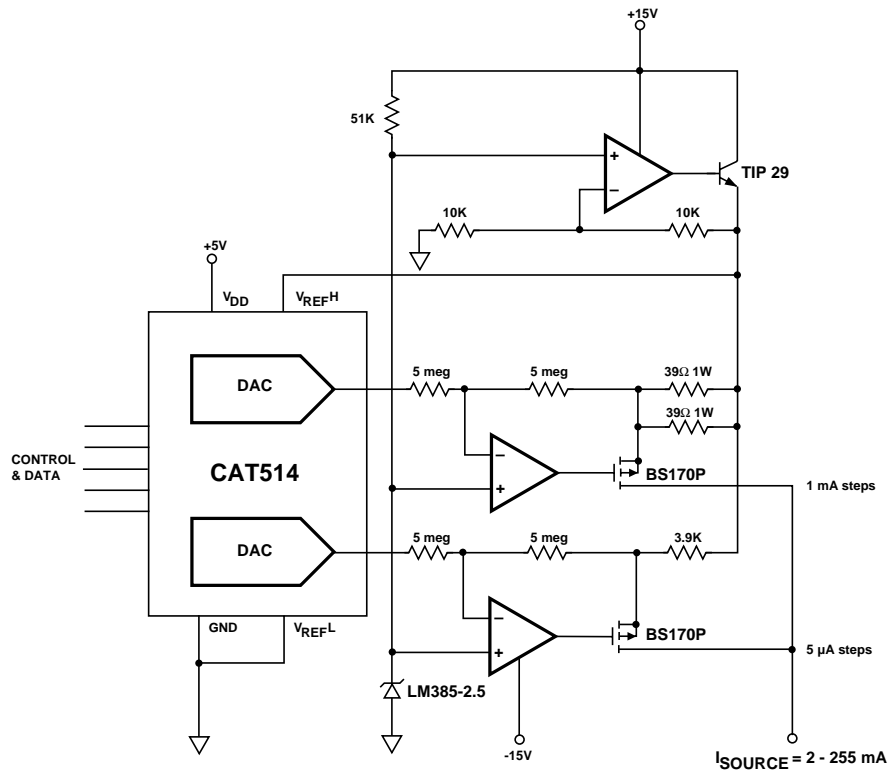 +15V
51K
+
−
TIP 29
10K
10K
+5V
VDD
VREFH
DAC
5 meg
5 meg
39Ω 1W
39Ω 1W
CONTROL
& DATA
CAT514
−
+
BS170P
1 mA steps
DAC
5 meg
5 meg
3.9K
GND
VREFL
−
+
BS170P
5 µA steps
LM385-2.5
-15V
ISOURCE = 2 - 255 mA